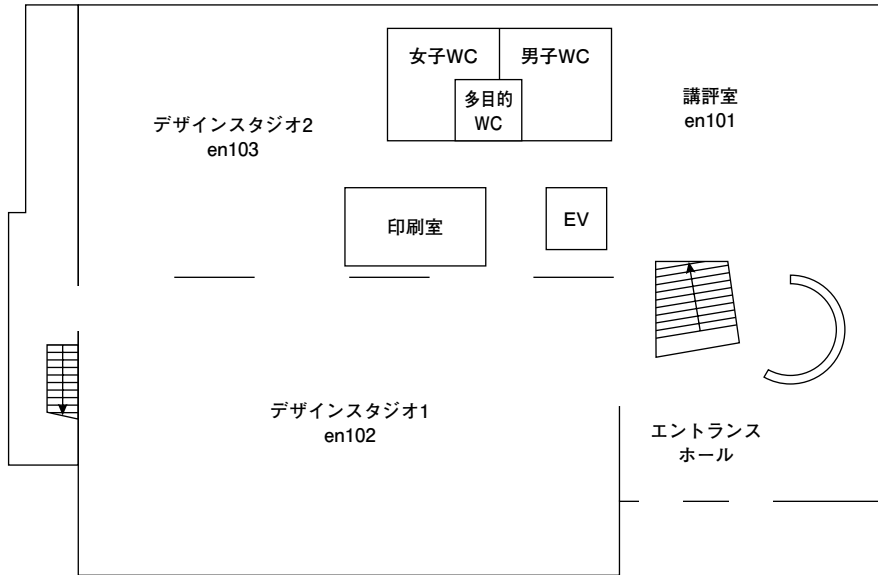 女子WC
男子WC
多目的
WC
講評室
en101
デザインスタジオ2
en103
印刷室
EV
デザインスタジオ1
en102
エントランス
ホール